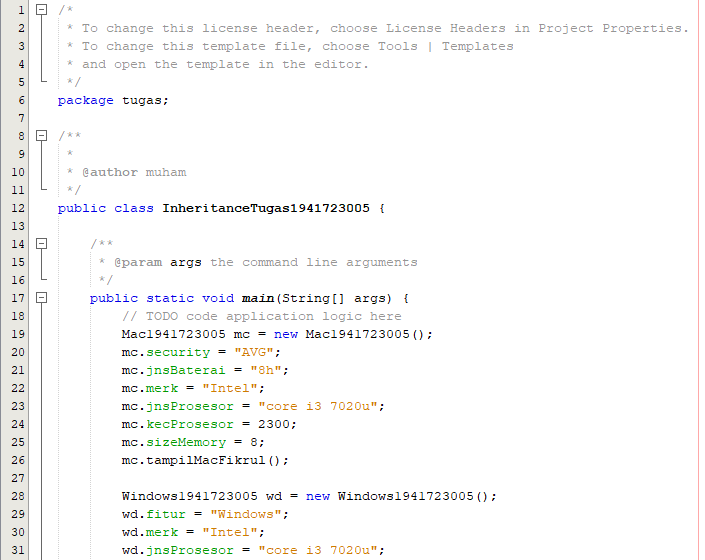 1 /*
2  * To change this license header, choose License Headers in Project Properties.
3  * To change this template file, choose Tools | Templates
4  * and open the template in the editor.
5  */
6 package tugas;
7
8 /**
9  *
10  * @author muham
11  */
12 public class InheritanceTugas1941723005 {
13
14     /**
15      * @param args the command line arguments
16      */
17     public static void main(String[] args) {
18         // TODO code application logic here
19         Mac1941723005 mc = new Mac1941723005();
20         mc.security = "AVG";
21         mc.jnsBaterai = "8h";
22         mc.merk = "Intel";
23         mc.jnsProsesor = "core i3 7020u";
24         mc.kecProsesor = 2300;
25         mc.sizeMemory = 8;
26         mc.tampilMacFikrul();
27
28         Windows1941723005 wd = new Windows1941723005();
29         wd.fitur = "Windows";
30         wd.merk = "Intel";
31         wd.jnsProsesor = "core i3 7020u";